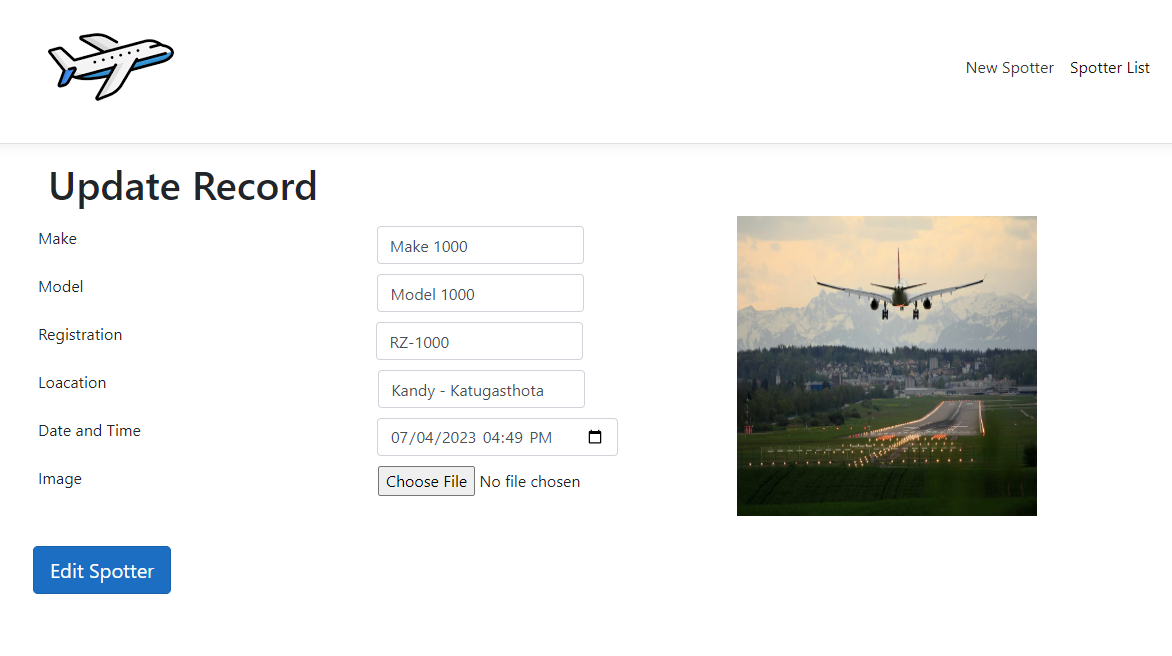 New Spotter Spotter List
Update Record
Make Make 1000
Model Model 1000
Registration RZ-1000
Loacation Kandy - Katugasthota
Date and Time 07/04/2023 04:49 PM
Image Choose File No file chosen
Edit Spotter